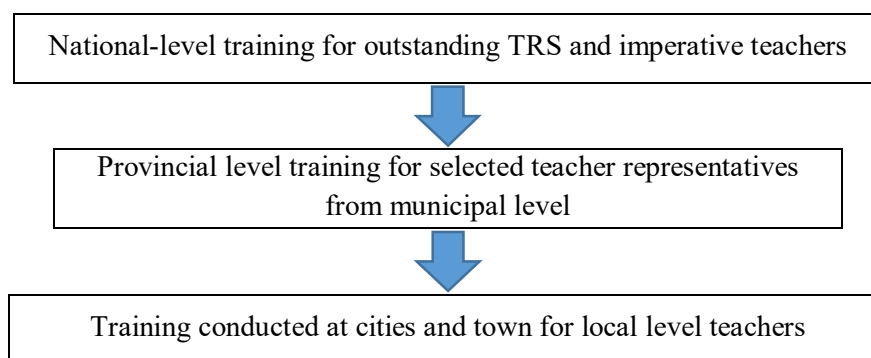 National-level training for outstanding TRS and imperative teachers
Provincial level training for selected teacher representatives
from municipal level
Training conducted at cities and town for local level teachers